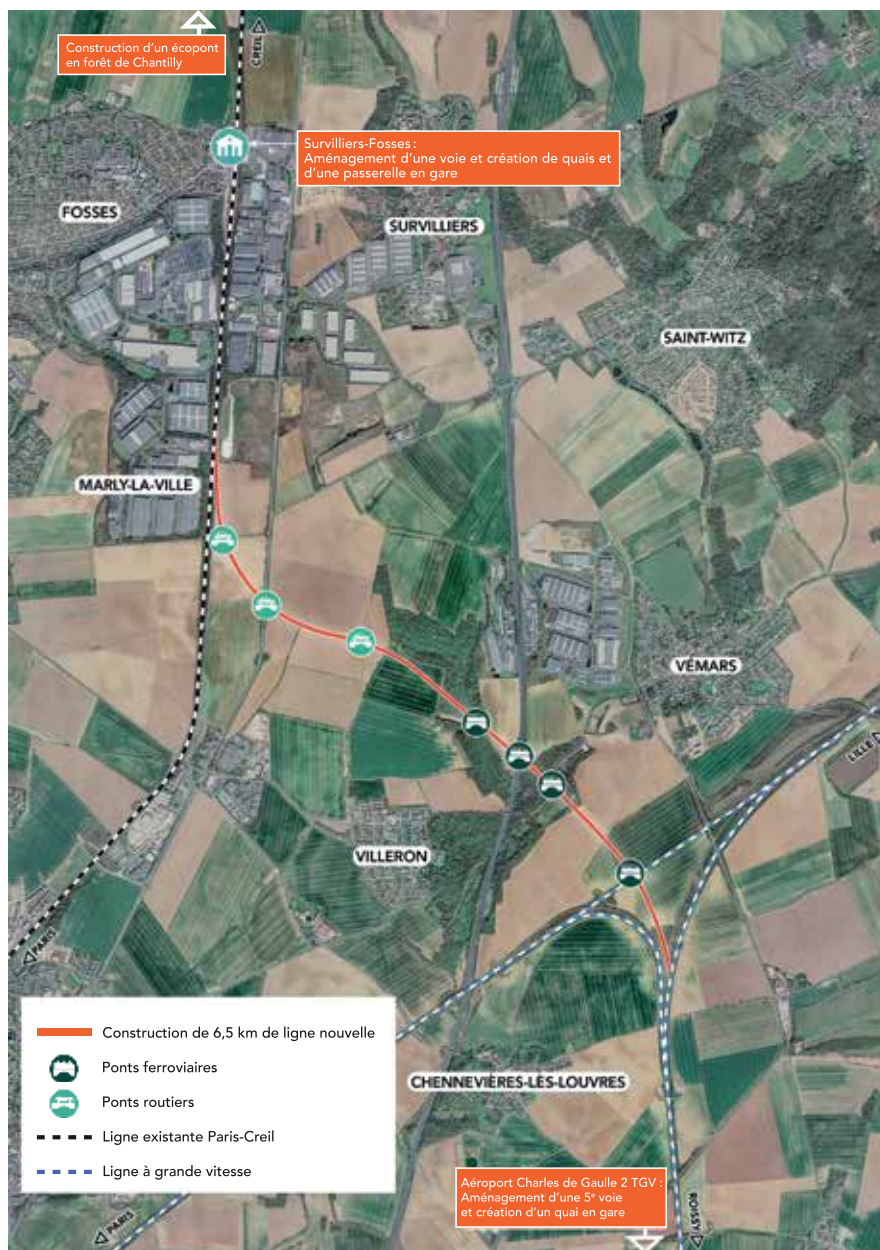 Construction d'un écopont
en forêt de Chantilly
CREIL
Survilliers-Fosses :
Aménagement d'une voie et création de quais et
d'une passerelle en gare
FOSSES
SURVILLIERS
SAINT-WITZ
MARLY-LA-VILLE
VÉMARS
LILLE
VILLERON
PARIS
Construction de 6,5 km de ligne nouvelle
Ponts ferroviaires
Ponts routiers
Ligne existante Paris-Creil
Ligne à grande vitesse
CHENNEVIÈRES-LES-LOUVRES
Aéroport Charles de Gaulle 2 TGV :
Aménagement d'une 5e voie
et création d'un quai en gare
ROISSY
PARIS